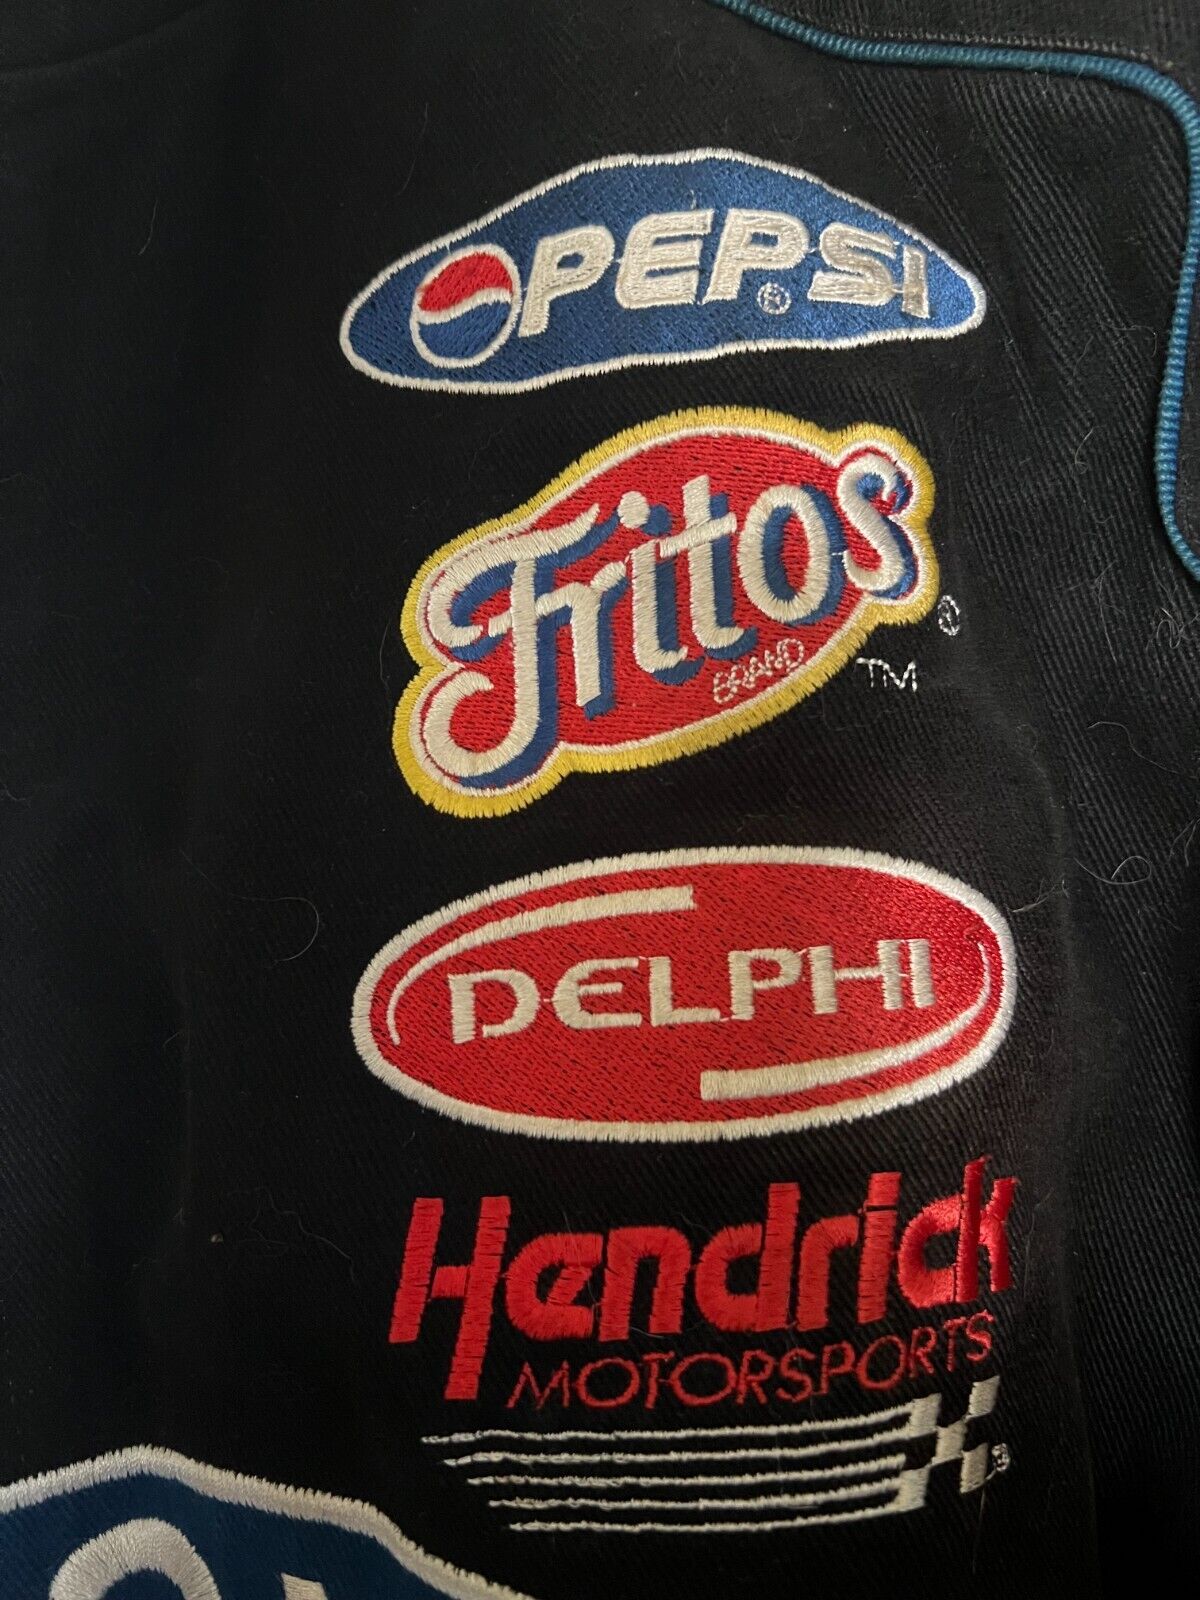 PEPSI®
Fritos®
BRAND
TM
DELPHI
Hendrick
MOTORSPORTS
®